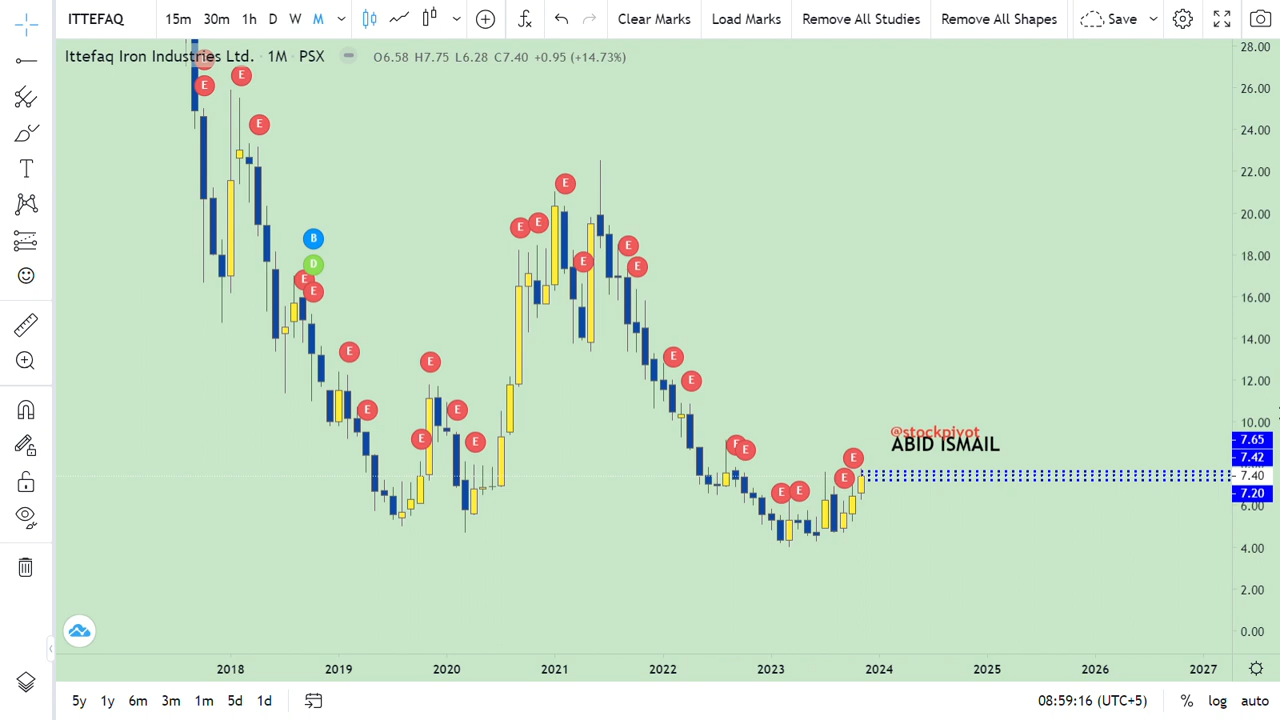 ITTEFAQ 15m 30m 1h D W M Clear Marks Load Marks Remove All Studies Remove All Shapes Save
Ittefaq Iron Industries Ltd. · 1M · PSX O6.58 H7.75 L6.28 C7.40 +0.95 (+14.73%)
28.00
E
E
26.00
E
24.00
22.00
E
20.00
E E
B
E
18.00
D
E
E
E
E
16.00
14.00
E
E
E
12.00
E
E
E
10.00
@stockpivot
E
E
7.65
ABID ISMAIL
E
E
7.42
E
E
7.40
E
E
7.20
6.00
4.00
2.00
0.00
2018 2019 2020 2021 2022 2023 2024 2025 2026 2027
5y 1y 6m 3m 1m 5d 1d 08:59:16 (UTC+5) % log auto